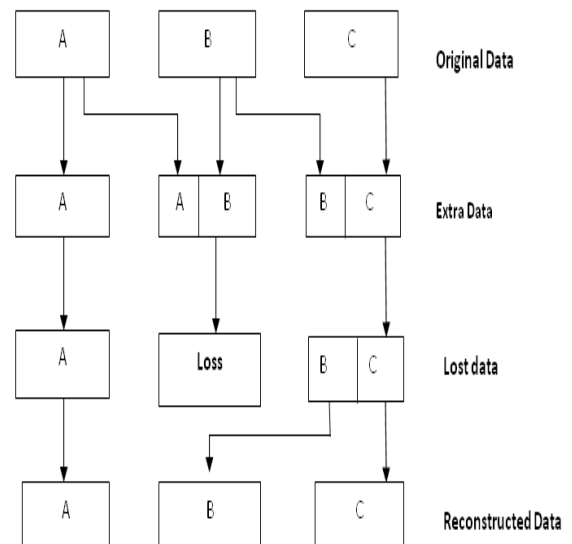 A B C Original Data
A A B B C Extra Data
A Loss B C Lost data
A B C Reconstructed Data